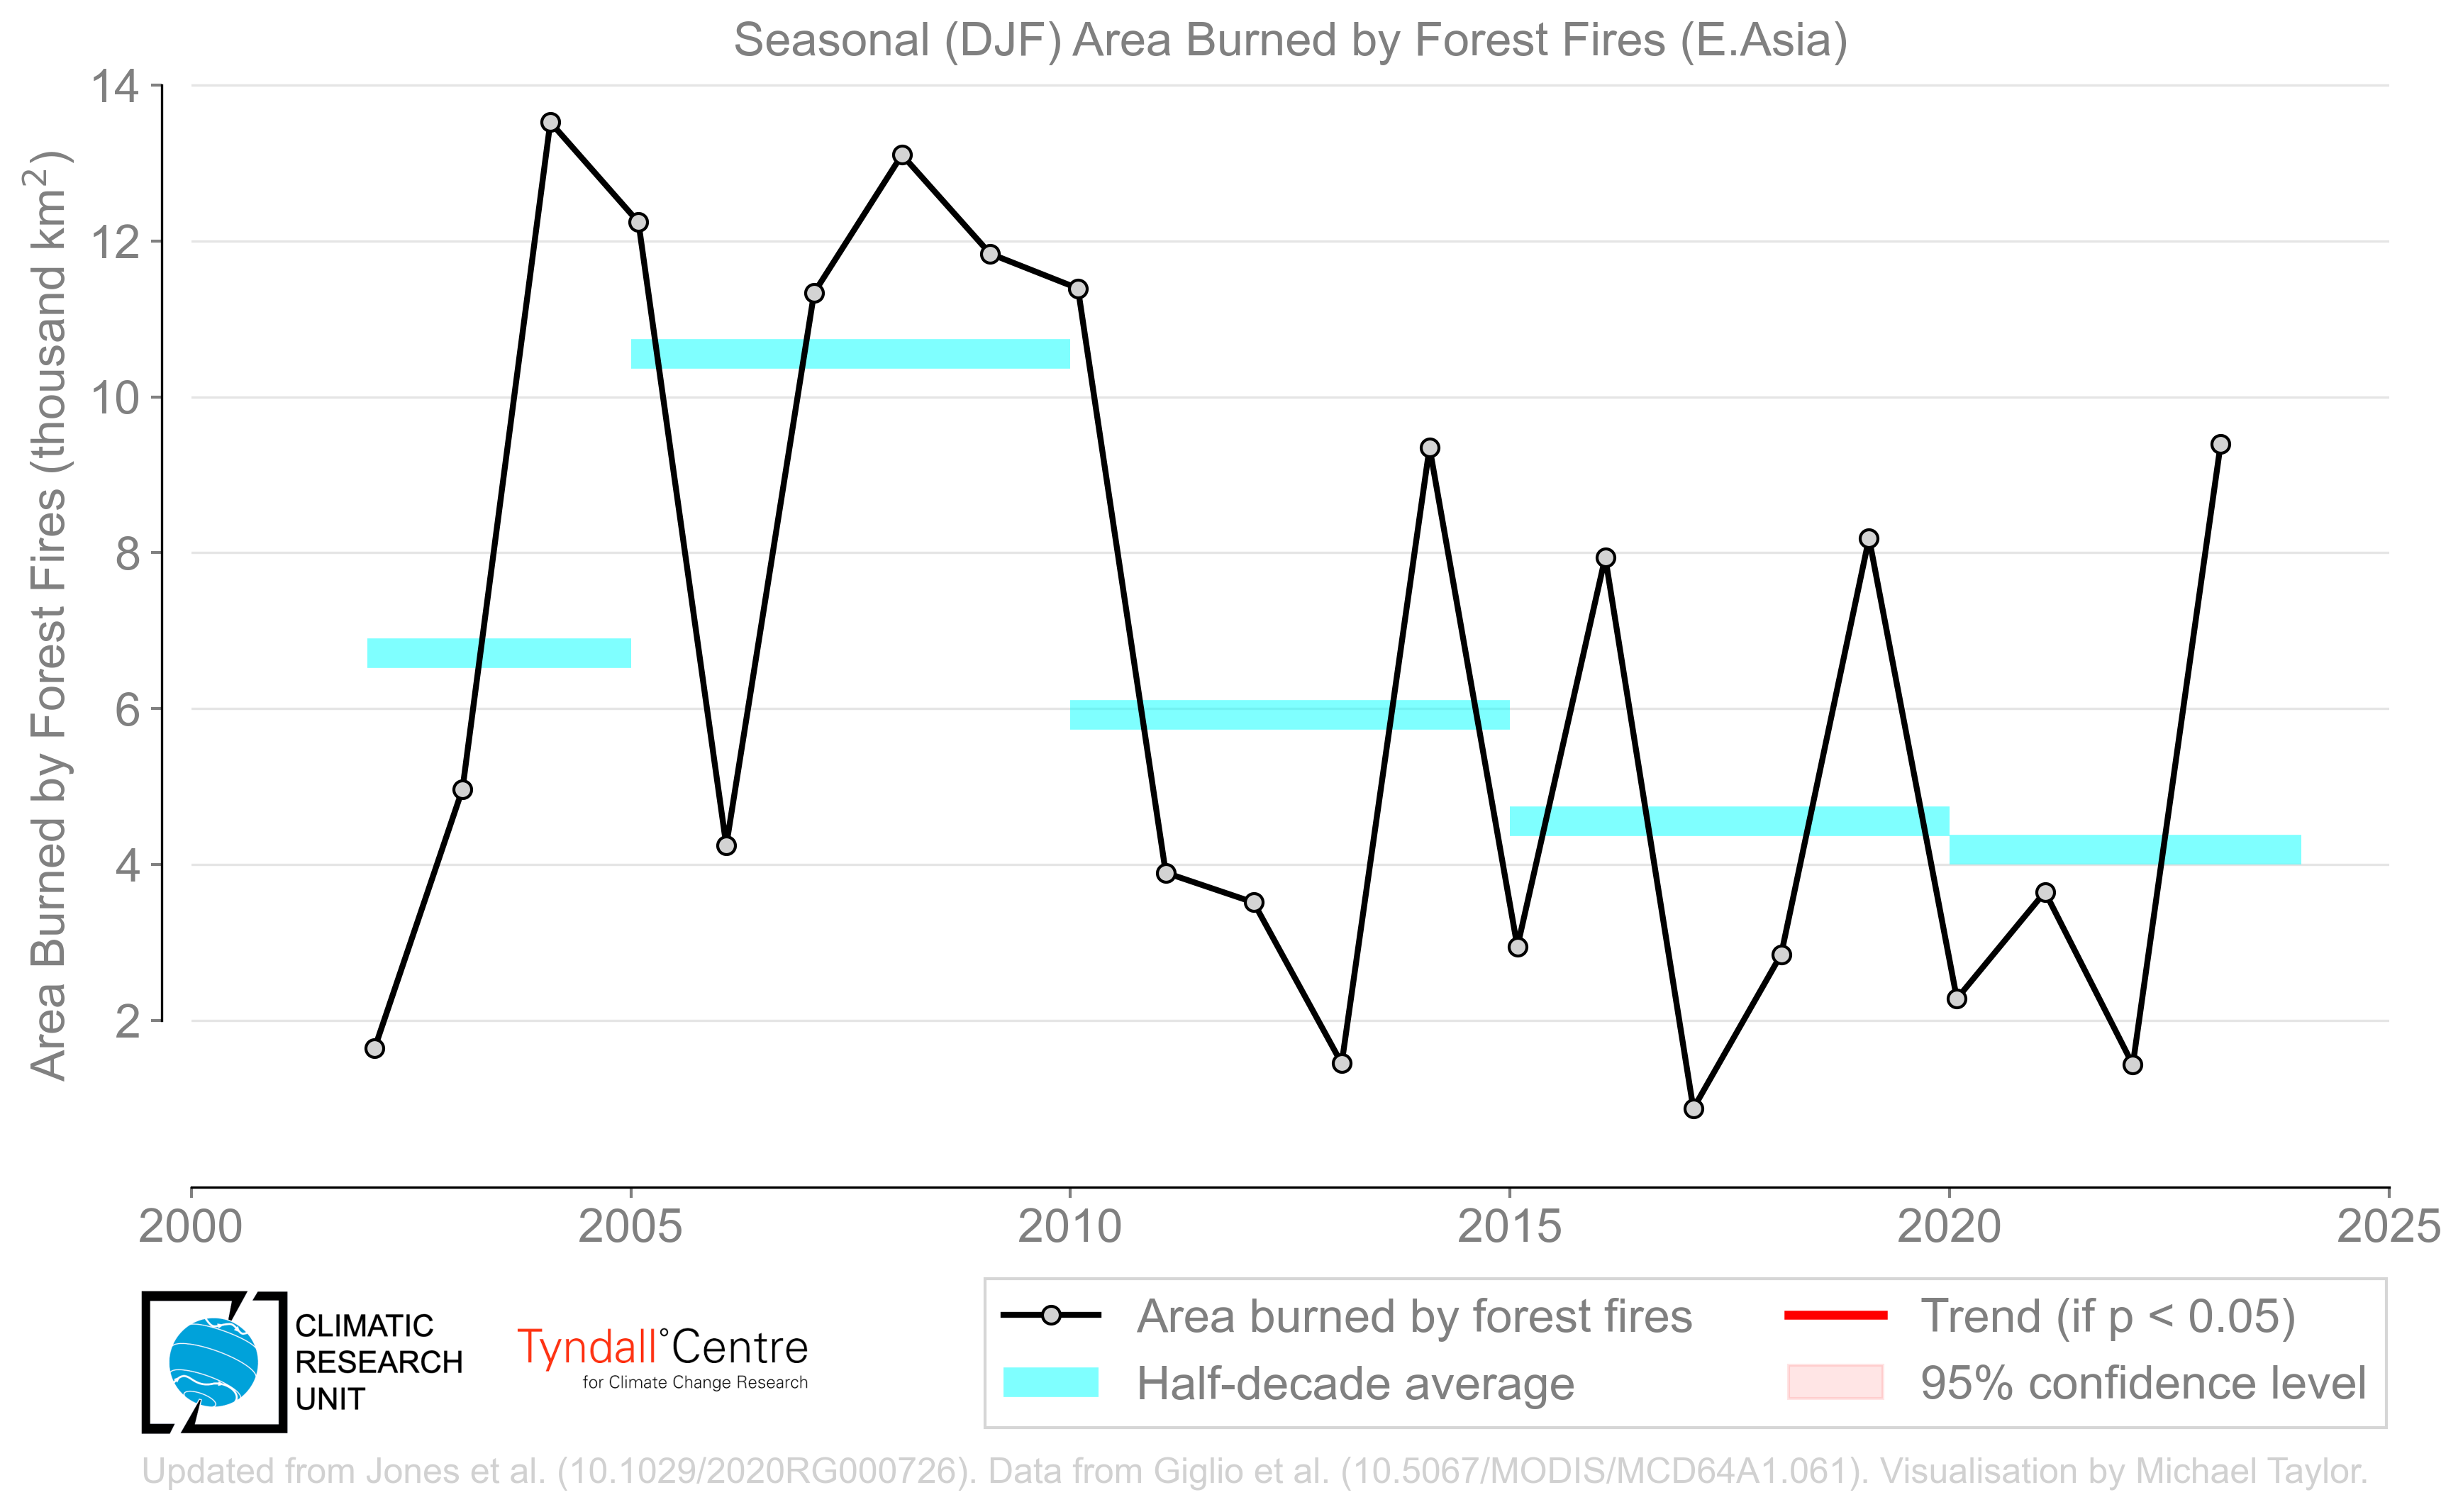 Seasonal (DJF) Area Burned by Forest Fires (E.Asia)
Area Burned by Forest Fires (thousand km²)
14
12
10
8
6
4
2
2000 2005 2010 2015 2020 2025
CLIMATIC
RESEARCH
UNIT
Tyndall°Centre
for Climate Change Research
Area burned by forest fires
Half-decade average
Trend (if p < 0.05)
95% confidence level
Updated from Jones et al. (10.1029/2020RG000726). Data from Giglio et al. (10.5067/MODIS/MCD64A1.061). Visualisation by Michael Taylor.